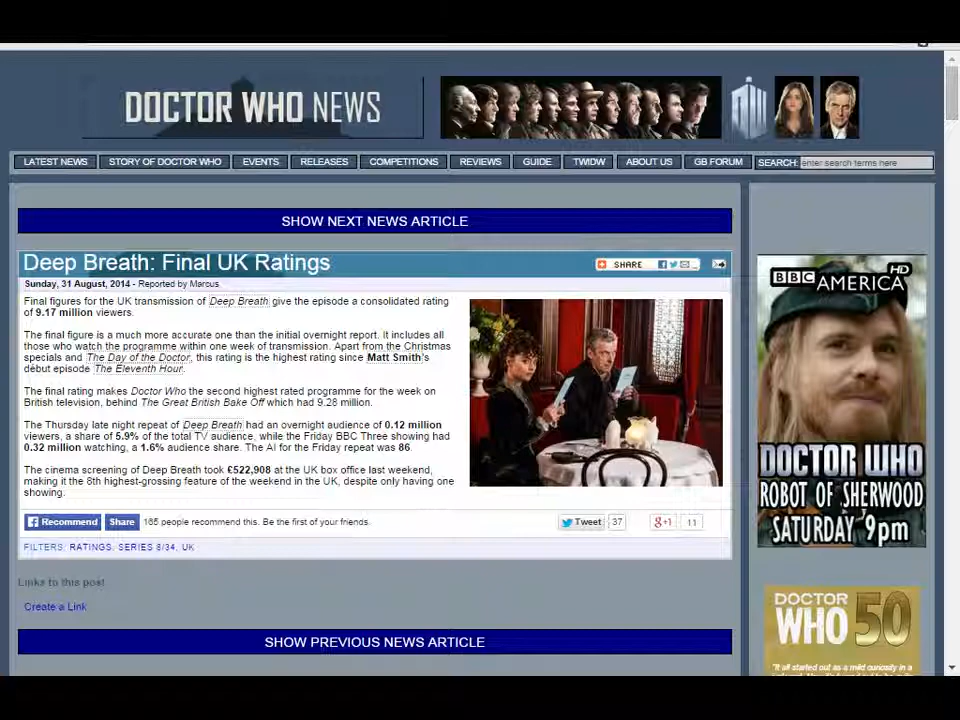 DOCTOR WHO NEWS
LATEST NEWS
STORY OF DOCTOR WHO
EVENTS
RELEASES
COMPETITIONS
REVIEWS
GUIDE
TWIDW
ABOUT US
GB FORUM
SEARCH: enter search terms here
SHOW NEXT NEWS ARTICLE
Deep Breath: Final UK Ratings
SHARE
Sunday, 31 August, 2014 - Reported by Marcus
Final figures for the UK transmission of Deep Breath give the episode a consolidated rating
of 9.17 million viewers.
The final figure is a much more accurate one than the initial overnight report. It includes all
those who watch the programme within one week of transmission. Apart from the Christmas
specials and The Day of the Doctor, this rating is the highest rating since Matt Smith's
début episode The Eleventh Hour.
The final rating makes Doctor Who the second highest rated programme for the week on
British television, behind The Great British Bake Off which had 9.28 million.
The Thursday late night repeat of Deep Breath had an overnight audience of 0.12 million
viewers, a share of 5.9% of the total TV audience, while the Friday BBC Three showing had
0.32 million watching, a 1.6% audience share. The AI for the Friday repeat was 86.
The cinema screening of Deep Breath took £522,908 at the UK box office last weekend,
making it the 8th highest-grossing feature of the weekend in the UK, despite only having one
showing.
Recommend
Share
165 people recommend this. Be the first of your friends.
Tweet
37
g+1
11
FILTERS: RATINGS, SERIES 8/34, UK
Links to this post
Create a Link
SHOW PREVIOUS NEWS ARTICLE
BBC AMERICA HD
DOCTOR WHO
ROBOT OF SHERWOOD
SATURDAY 9pm
DOCTOR
WHO 50
"It all started out as a mild curiosity in a